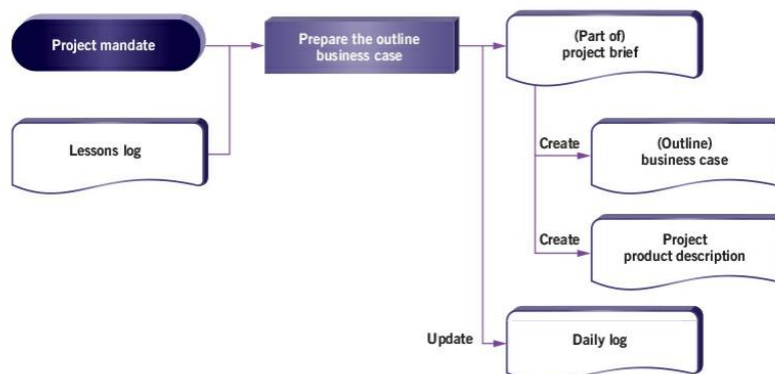 Project mandate
Prepare the outline
business case
(Part of)
project brief
Lessons log
Create
(Outline)
business case
Create
Project
product description
Update
Daily log